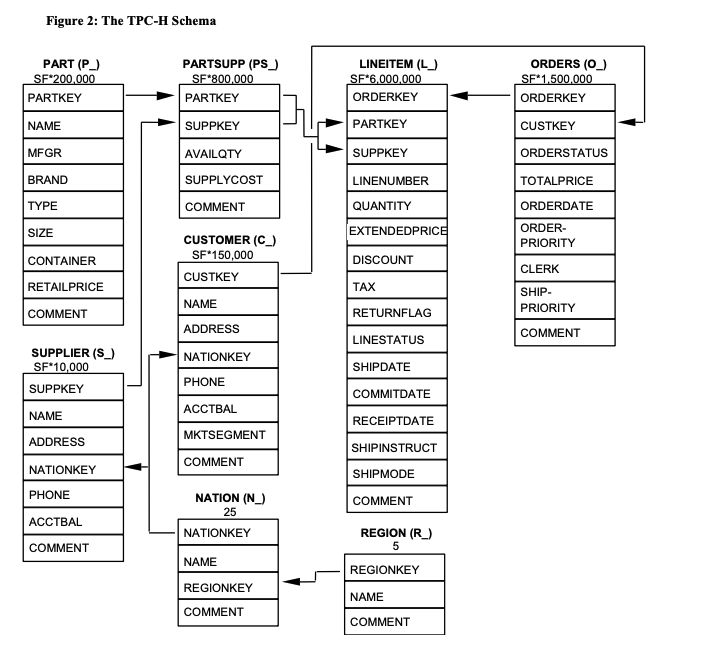 Figure 2: The TPC-H Schema
PART (P_)
SF*200,000
PARTKEY
NAME
MFGR
BRAND
TYPE
SIZE
CONTAINER
RETAILPRICE
COMMENT
SUPPLIER (S_)
SF*10,000
SUPPKEY
NAME
ADDRESS
NATIONKEY
PHONE
ACCTBAL
COMMENT
PARTSUPP (PS_)
SF*800,000
PARTKEY
SUPPKEY
AVAILQTY
SUPPLYCOST
COMMENT
CUSTOMER (C_)
SF*150,000
CUSTKEY
NAME
ADDRESS
NATIONKEY
PHONE
ACCTBAL
MKTSEGMENT
COMMENT
NATION (N_)
25
NATIONKEY
NAME
REGIONKEY
COMMENT
LINEITEM (L_)
SF*6,000,000
ORDERKEY
PARTKEY
SUPPKEY
LINENUMBER
QUANTITY
EXTENDEDPRICE
DISCOUNT
TAX
RETURNFLAG
LINESTATUS
SHIPDATE
COMMITDATE
RECEIPTDATE
SHIPINSTRUCT
SHIPMODE
COMMENT
REGION (R_)
5
REGIONKEY
NAME
COMMENT
ORDERS (O_)
SF*1,500,000
ORDERKEY
CUSTKEY
ORDERSTATUS
TOTALPRICE
ORDERDATE
ORDER-
PRIORITY
CLERK
SHIP-
PRIORITY
COMMENT